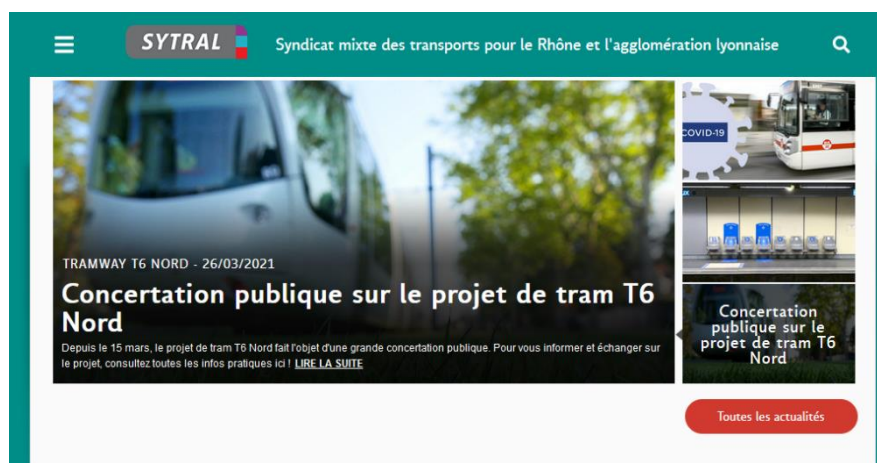 SYTRAL
Syndicat mixte des transports pour le Rhône et l'agglomération lyonnaise
TRAMWAY T6 NORD - 26/03/2021
Concertation publique sur le projet de tram T6
Nord
Depuis le 15 mars, le projet de tram T6 Nord fait l'objet d'une grande concertation publique. Pour vous informer et échanger sur
le projet, consultez toutes les infos pratiques ici ! LIRE LA SUITE
COVID-19
Concertation
publique sur le
projet de tram T6
Nord
Toutes les actualités